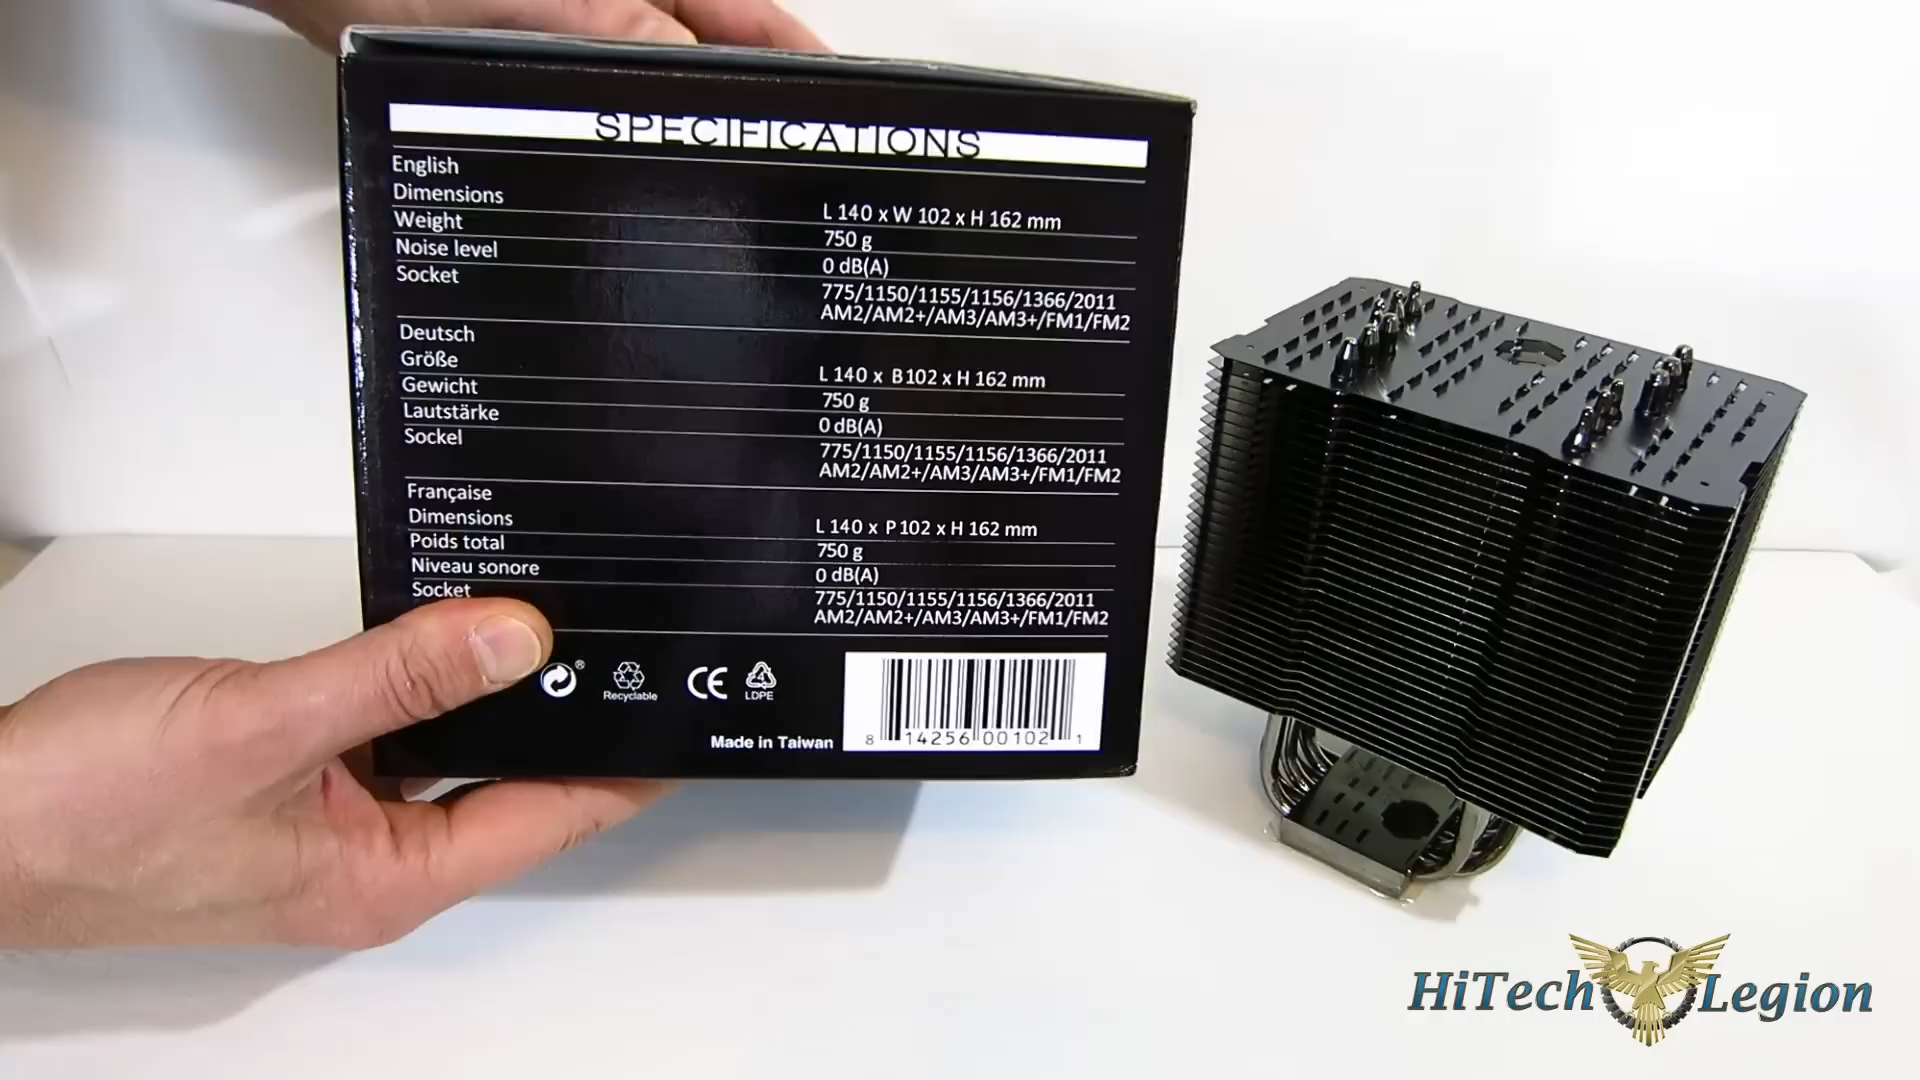 SPECIFICATIONS
English
Dimensions L 140 x W 102 x H 162 mm
Weight 750 g
Noise level 0 dB(A)
Socket 775/1150/1155/1156/1366/2011
AM2/AM2+/AM3/AM3+/FM1/FM2
Deutsch
Größe L 140 x B 102 x H 162 mm
Gewicht 750 g
Lautstärke 0 dB(A)
Sockel 775/1150/1155/1156/1366/2011
AM2/AM2+/AM3/AM3+/FM1/FM2
Française
Dimensions L 140 x P 102 x H 162 mm
Poids total 750 g
Niveau sonore 0 dB(A)
Socket 775/1150/1155/1156/1366/2011
AM2/AM2+/AM3/AM3+/FM1/FM2
®
Recyclable
CE
4
LDPE
Made in Taiwan
8 14256 00102 1
HiTech Legion